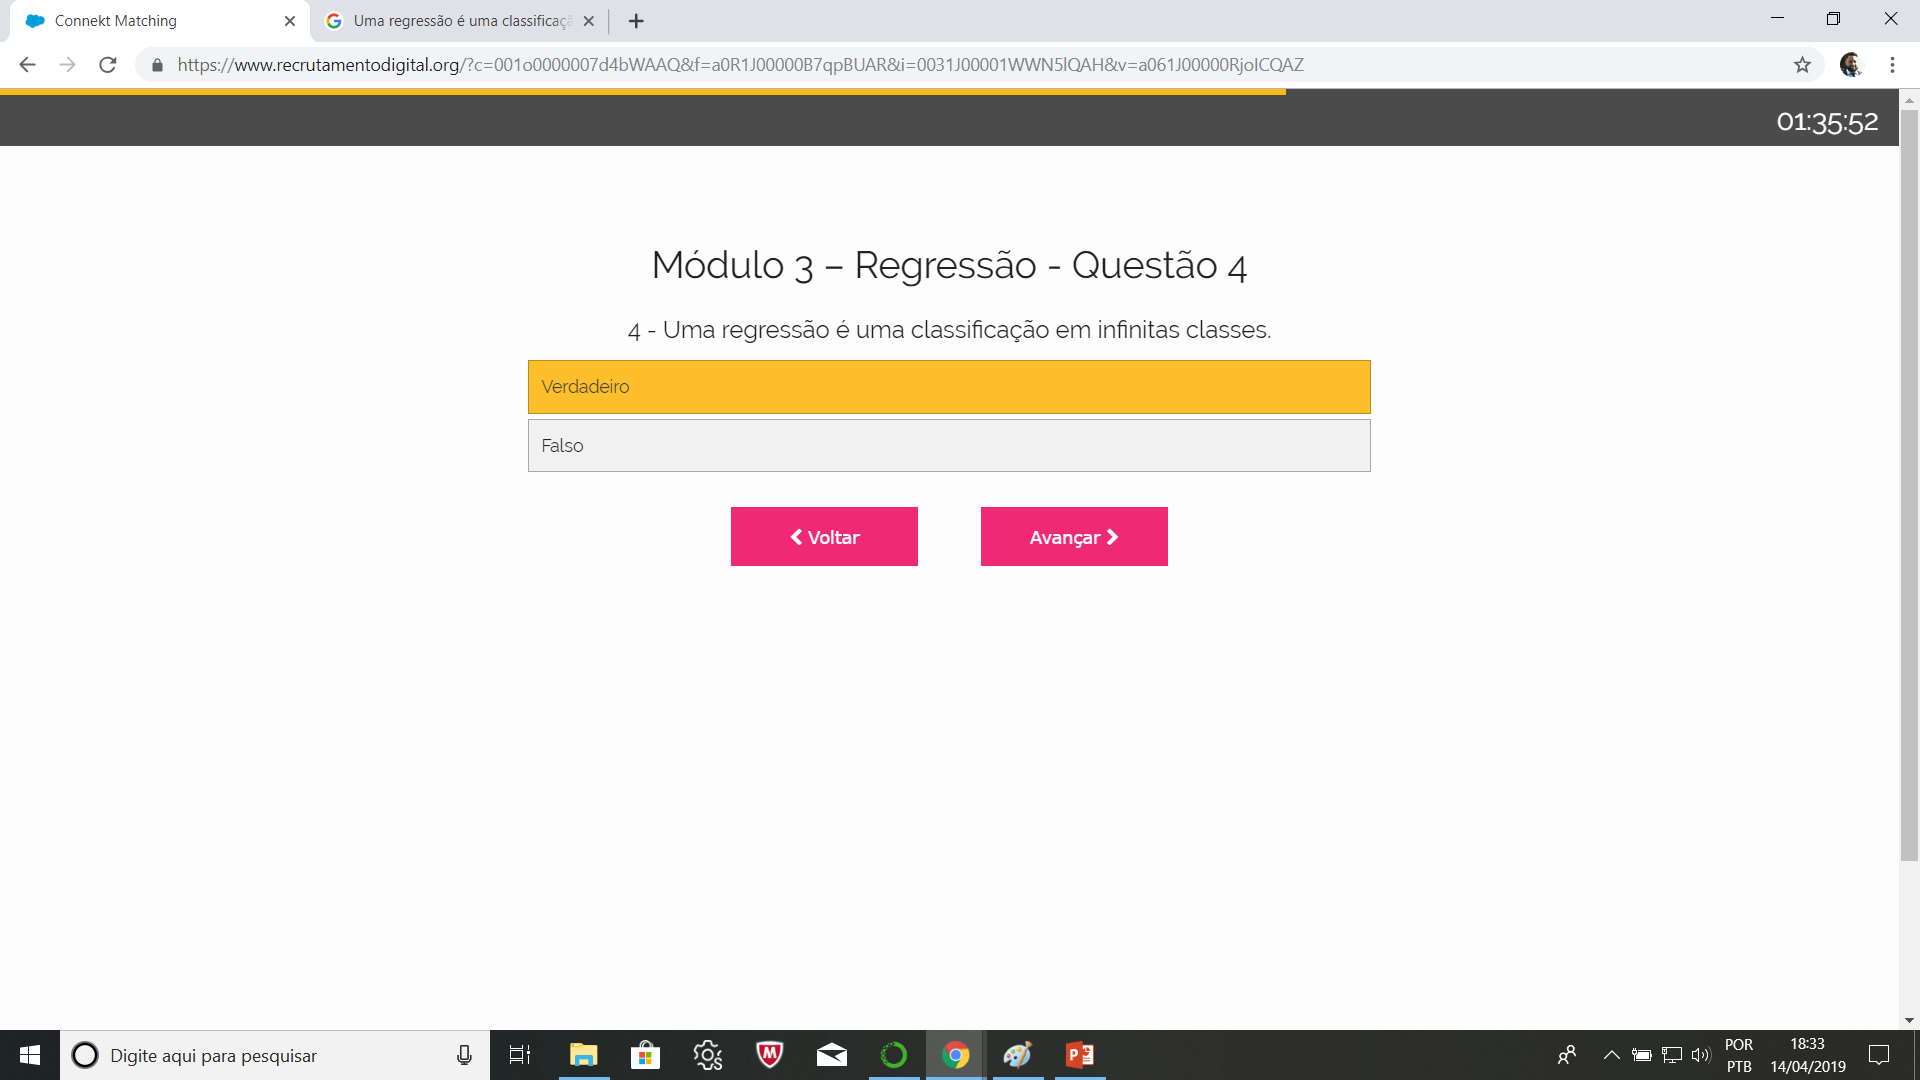 Connekt Matching
Uma regressão é uma classificaçã
https://www.recrutamentodigital.org/?c=001o0000007d4bWAAQ&f=a0R1J00000B7qpBUAR&i=0031J00001WWN5lQAH&v=a061J00000RjoICQAZ
01:35:52
Módulo 3 – Regressão - Questão 4
4 - Uma regressão é uma classificação em infinitas classes.
Verdadeiro
Falso
Voltar
Avançar
Digite aqui para pesquisar
POR
PTB
18:33
14/04/2019